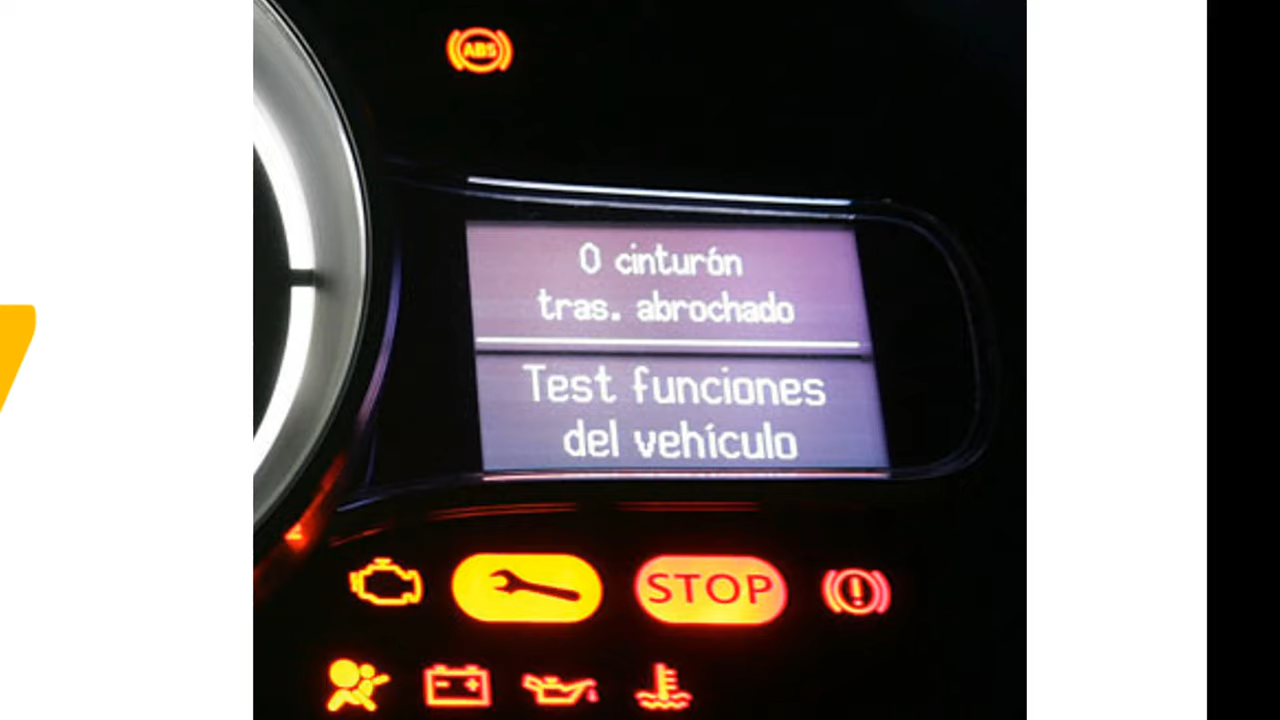 ABS
0 cinturón
tras. abrochado
Test funciones
del vehículo
STOP